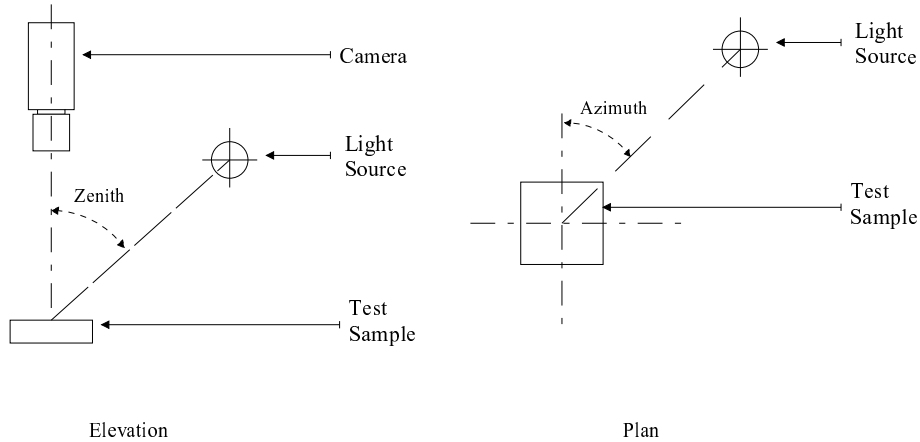 Camera
Light
Source
Zenith
Test
Sample
Elevation
Light
Source
Azimuth
Test
Sample
Plan